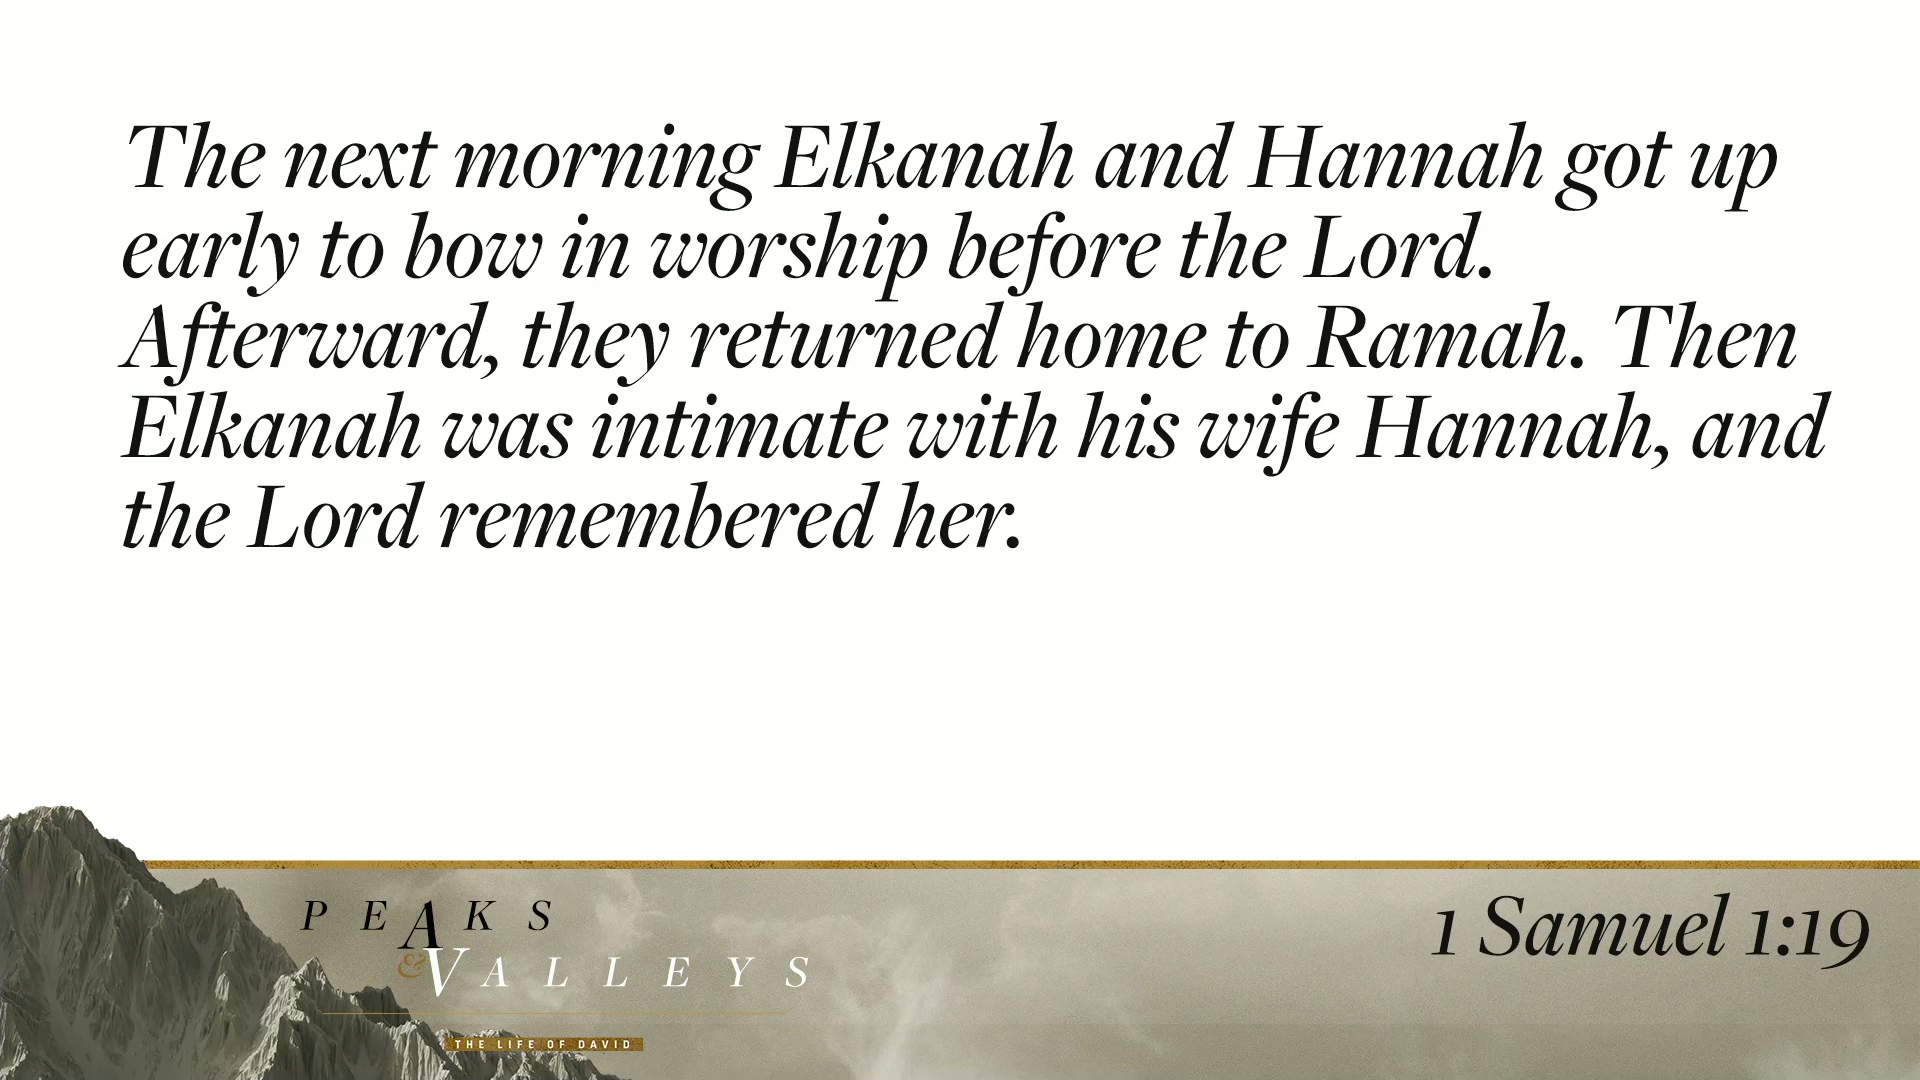 The next morning Elkanah and Hannah got up
early to bow in worship before the Lord.
Afterward, they returned home to Ramah. Then
Elkanah was intimate with his wife Hannah, and
the Lord remembered her.
PEAKS
& VALLEYS
THE LIFE OF DAVID
1 Samuel 1:19